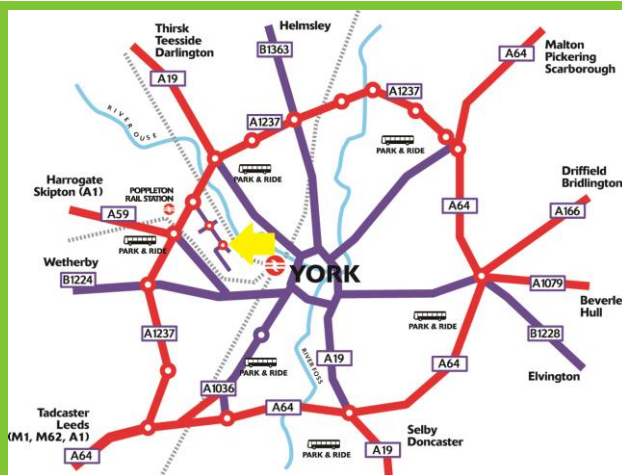 Thirsk
Teesside
Darlington
Helmsley
B1363
A64
Malton
Pickering
Scarborough
A19
A1237
A1237
RIVER OUSE
PARK & RIDE
PARK & RIDE
Harrogate
Skipton (A1)
POPPLETON
RAIL STATION
Driffield
Bridlington
A59
A64
A166
PARK & RIDE
Wetherby
B1224
YORK
A1079
Beverle
Hull
PARK & RIDE
A1237
B1228
RIVER FOSS
A19
A64
PARK & RIDE
Elvington
A1036
A64
Tadcaster
Leeds
(M1, M62, A1)
A64
Selby
Doncaster
PARK & RIDE
A19